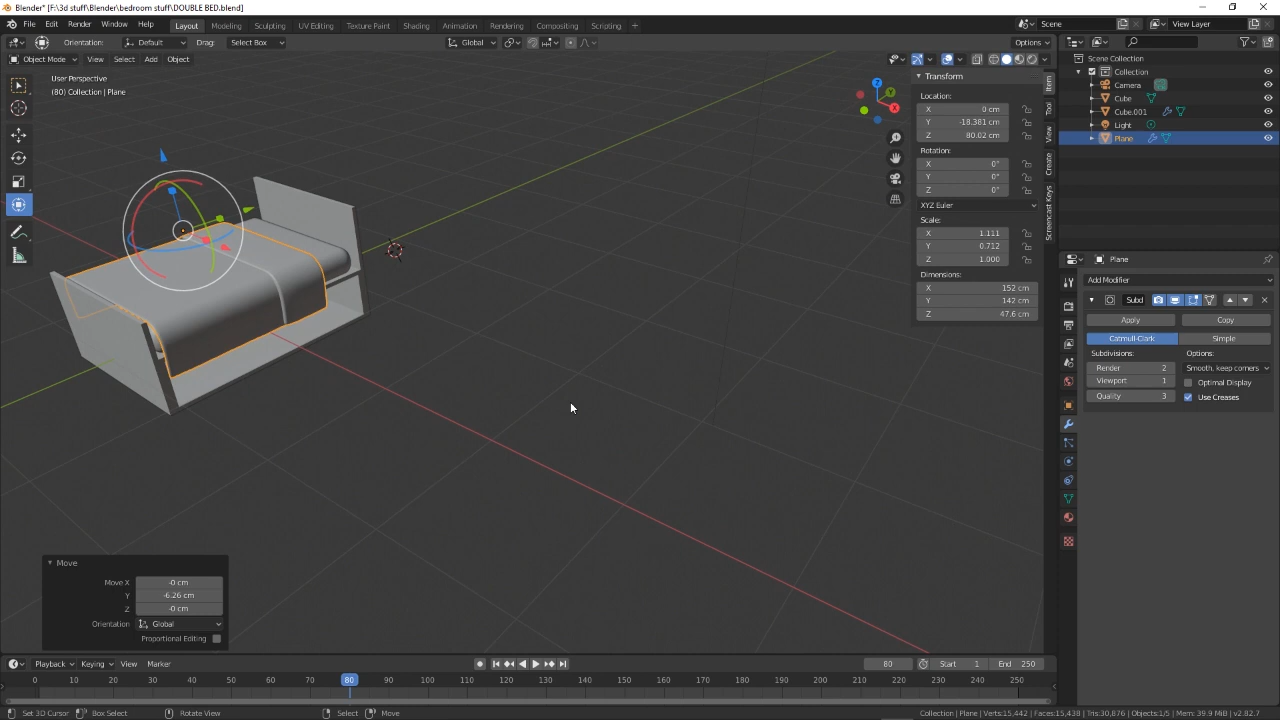 Blender* [F:\3d stuff\Blender\bedroom stuff\DOUBLE BED.blend]
File Edit Render Window Help Layout Modeling Sculpting UV Editing Texture Paint Shading Animation Rendering Compositing Scripting + Scene View Layer
Orientation: Default Drag: Select Box Global Options
Object Mode View Select Add Object
User Perspective
(80) Collection | Plane
Z
Y
X
Transform
Location:
X 0 cm
Y -18.381 cm
Z 80.02 cm
Rotation:
X 0°
Y 0°
Z 0°
XYZ Euler
Scale:
X 1.111
Y 0.712
Z 1.000
Dimensions:
X 152 cm
Y 142 cm
Z 47.6 cm
Item
Tool
View
Create
Screencast Keys
Scene Collection
Collection
Camera
Cube
Cube.001
Light
Plane
Plane
Add Modifier
Subd
Apply Copy
Catmull-Clark Simple
Subdivisions: Options:
Render 2 Smooth, keep corners
Viewport 1 Optimal Display
Quality 3 Use Creases
Move
Move X -0 cm
Y -6.26 cm
Z -0 cm
Orientation Global
Proportional Editing
Playback Keying View Marker 80 Start 1 End 250
0 10 20 30 40 50 60 70 80 90 100 110 120 130 140 150 160 170 180 190 200 210 220 230 240 250
Set 3D Cursor Box Select Rotate View Select Move Collection | Plane | Verts:15,442 | Faces:15,438 | Tris:30,876 | Objects:1/5 | Mem: 39.9 MiB | v2.82.7